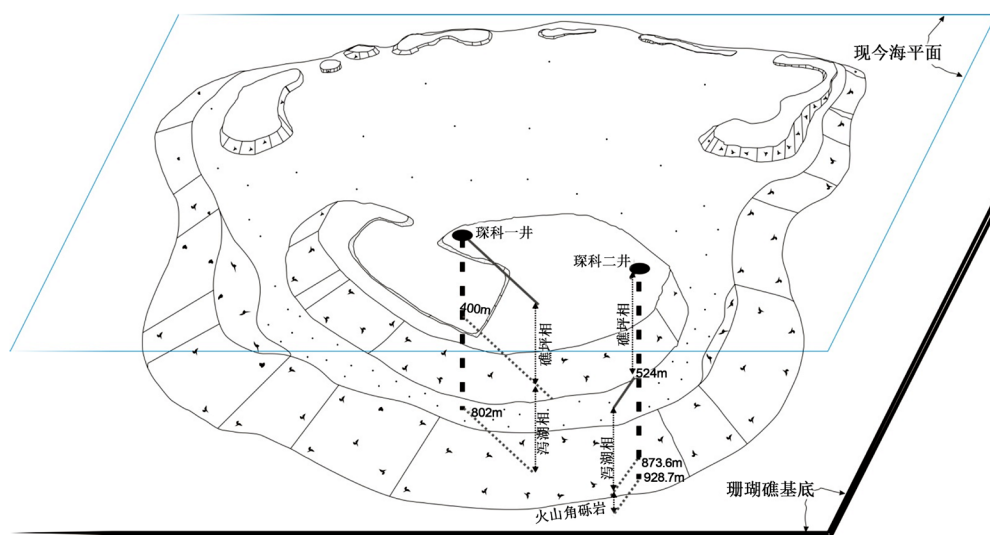 现今海平面
琛科一井
琛科二井
400m
礁坪相
礁坪相
524m
802m
泻湖相
泻湖相
873.6m
928.7m
珊瑚礁基底
火山角砾岩